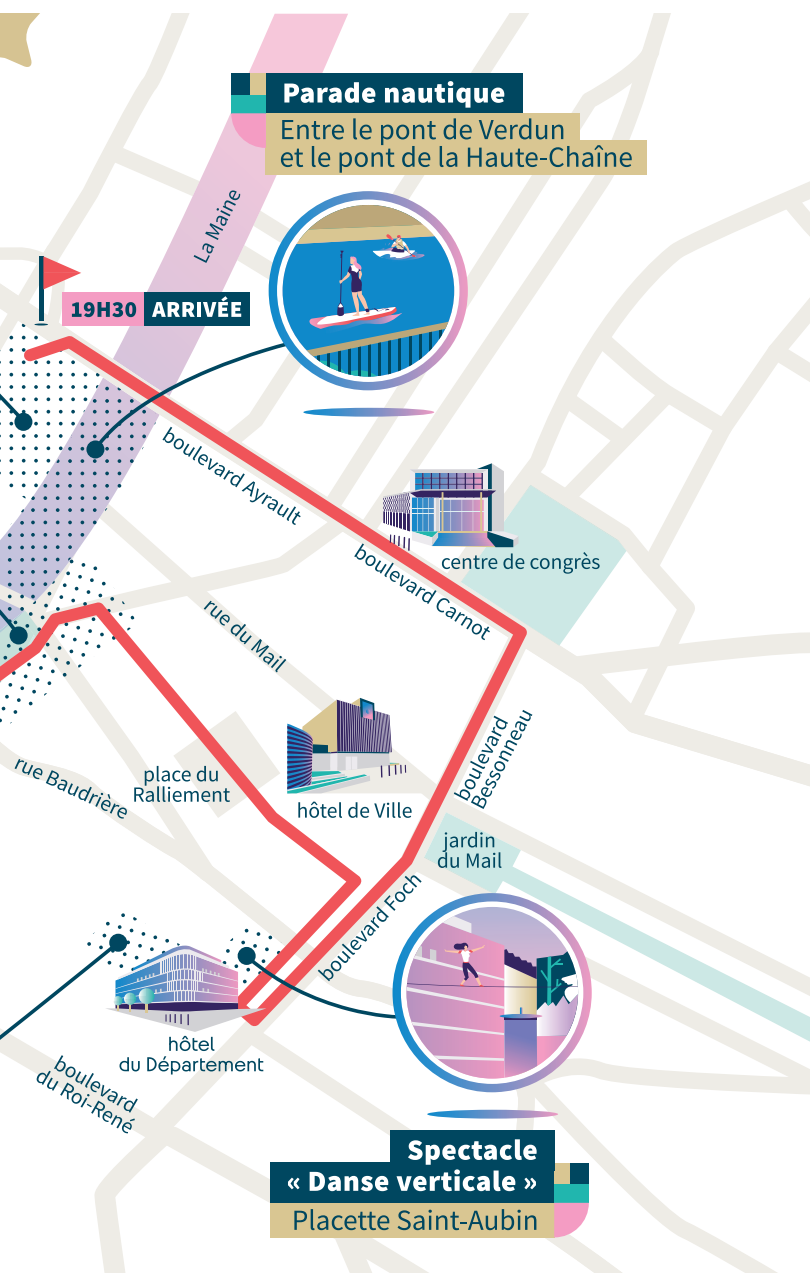 Parade nautique
Entre le pont de Verdun
et le pont de la Haute-Chaîne
La Maine
19H30 ARRIVÉE
boulevard Ayrault
centre de congrès
boulevard Carnot
rue du Mail
boulevard
Bessonneau
rue Baudrière
place du
Ralliement
hôtel de Ville
jardin
du Mail
boulevard Foch
hôtel
du Département
boulevard
du Roi-René
Spectacle
« Danse verticale »
Placette Saint-Aubin